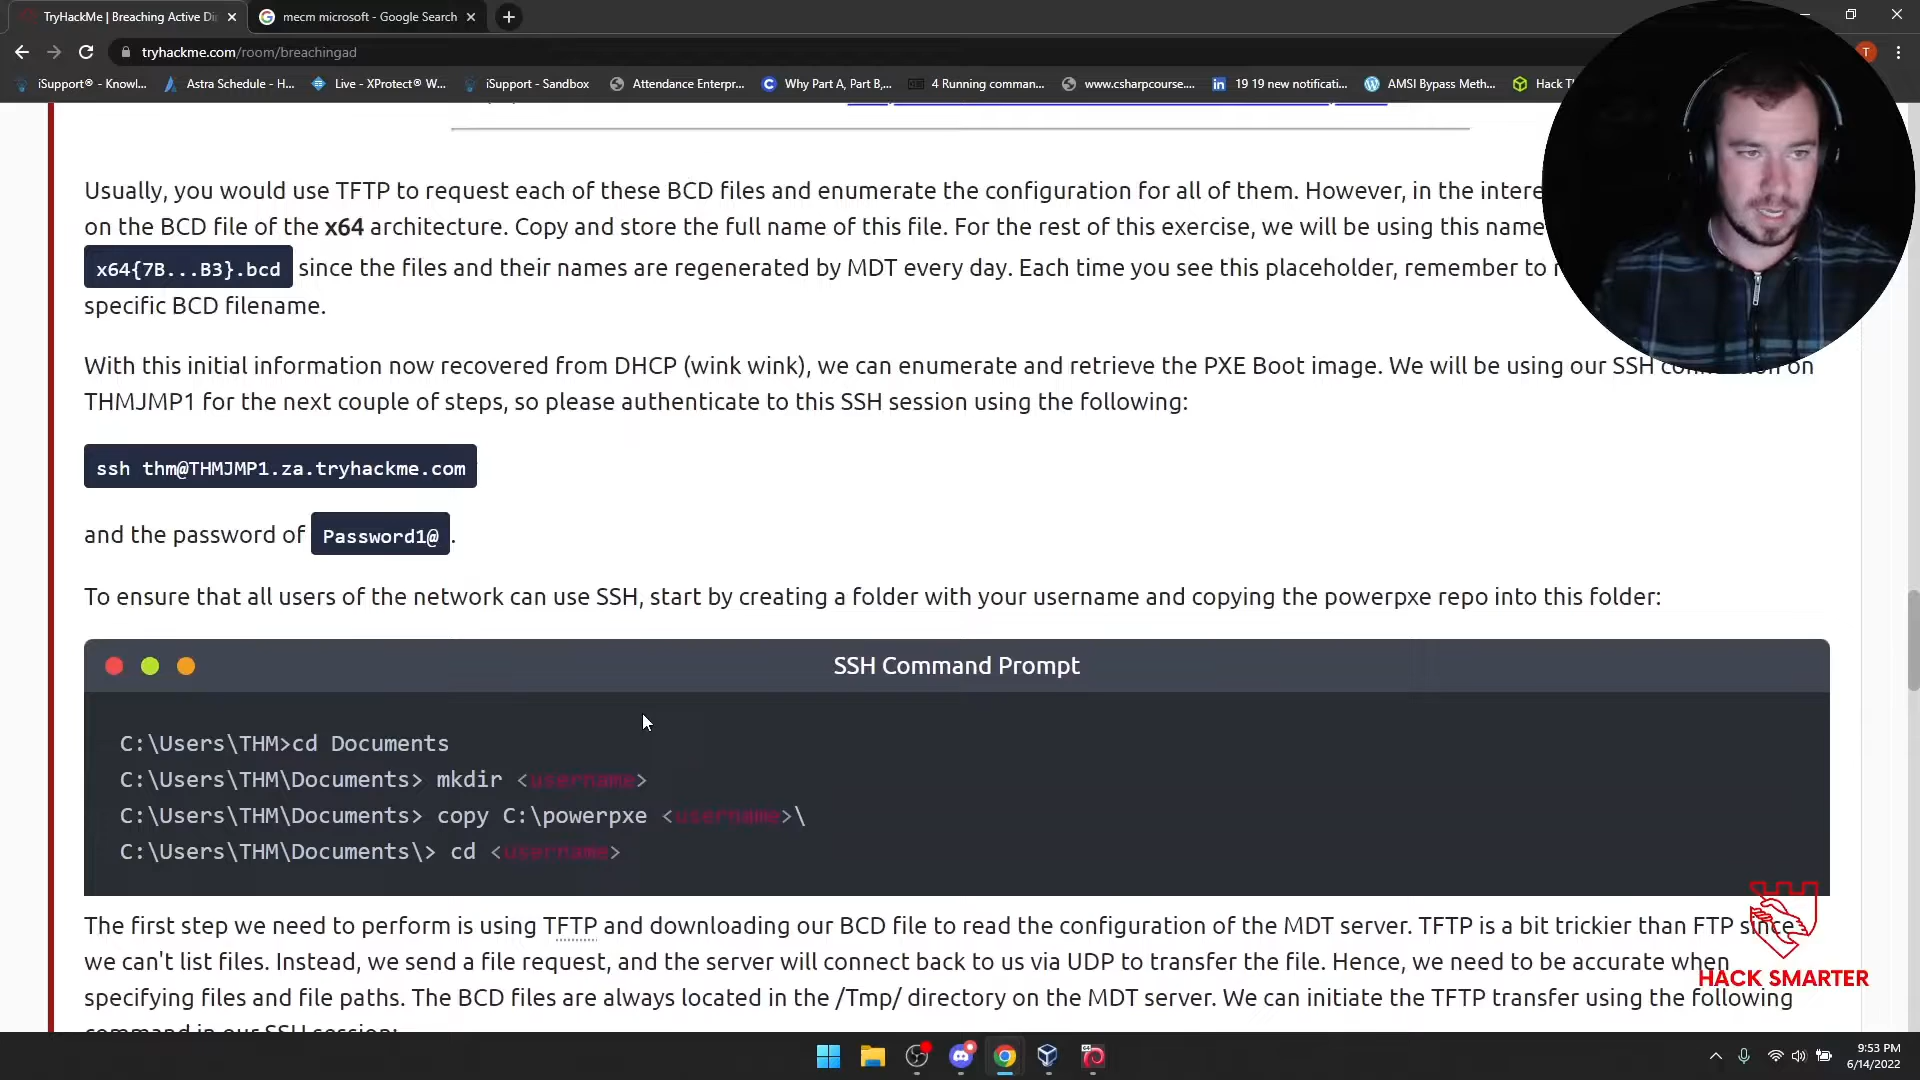 TryHackMe | Breaching Active Di
mecm microsoft - Google Search
tryhackme.com/room/breachingad
T
iSupport® - Knowl...
Astra Schedule - H...
Live - XProtect® W...
iSupport - Sandbox
Attendance Enterpr...
Why Part A, Part B,...
4 Running comman...
www.csharpcourse....
19 19 new notificati...
AMSI Bypass Meth...
Hack T
Usually, you would use TFTP to request each of these BCD files and enumerate the configuration for all of them. However, in the intere
on the BCD file of the x64 architecture. Copy and store the full name of this file. For the rest of this exercise, we will be using this name
x64{7B...B3}.bcd since the files and their names are regenerated by MDT every day. Each time you see this placeholder, remember to
specific BCD filename.
With this initial information now recovered from DHCP (wink wink), we can enumerate and retrieve the PXE Boot image. We will be using our SSH on
THMJMP1 for the next couple of steps, so please authenticate to this SSH session using the following:
ssh thm@THMJMP1.za.tryhackme.com
and the password of Password1@ .
To ensure that all users of the network can use SSH, start by creating a folder with your username and copying the powerpxe repo into this folder:
SSH Command Prompt
C:\Users\THM>cd Documents
C:\Users\THM\Documents> mkdir <username>
C:\Users\THM\Documents> copy C:\powerpxe <username>\
C:\Users\THM\Documents\> cd <username>
The first step we need to perform is using TFTP and downloading our BCD file to read the configuration of the MDT server. TFTP is a bit trickier than FTP since
we can't list files. Instead, we send a file request, and the server will connect back to us via UDP to transfer the file. Hence, we need to be accurate when
specifying files and file paths. The BCD files are always located in the /Tmp/ directory on the MDT server. We can initiate the TFTP transfer using the following
command in our SSH session:
HACK SMARTER
9:53 PM
6/14/2022